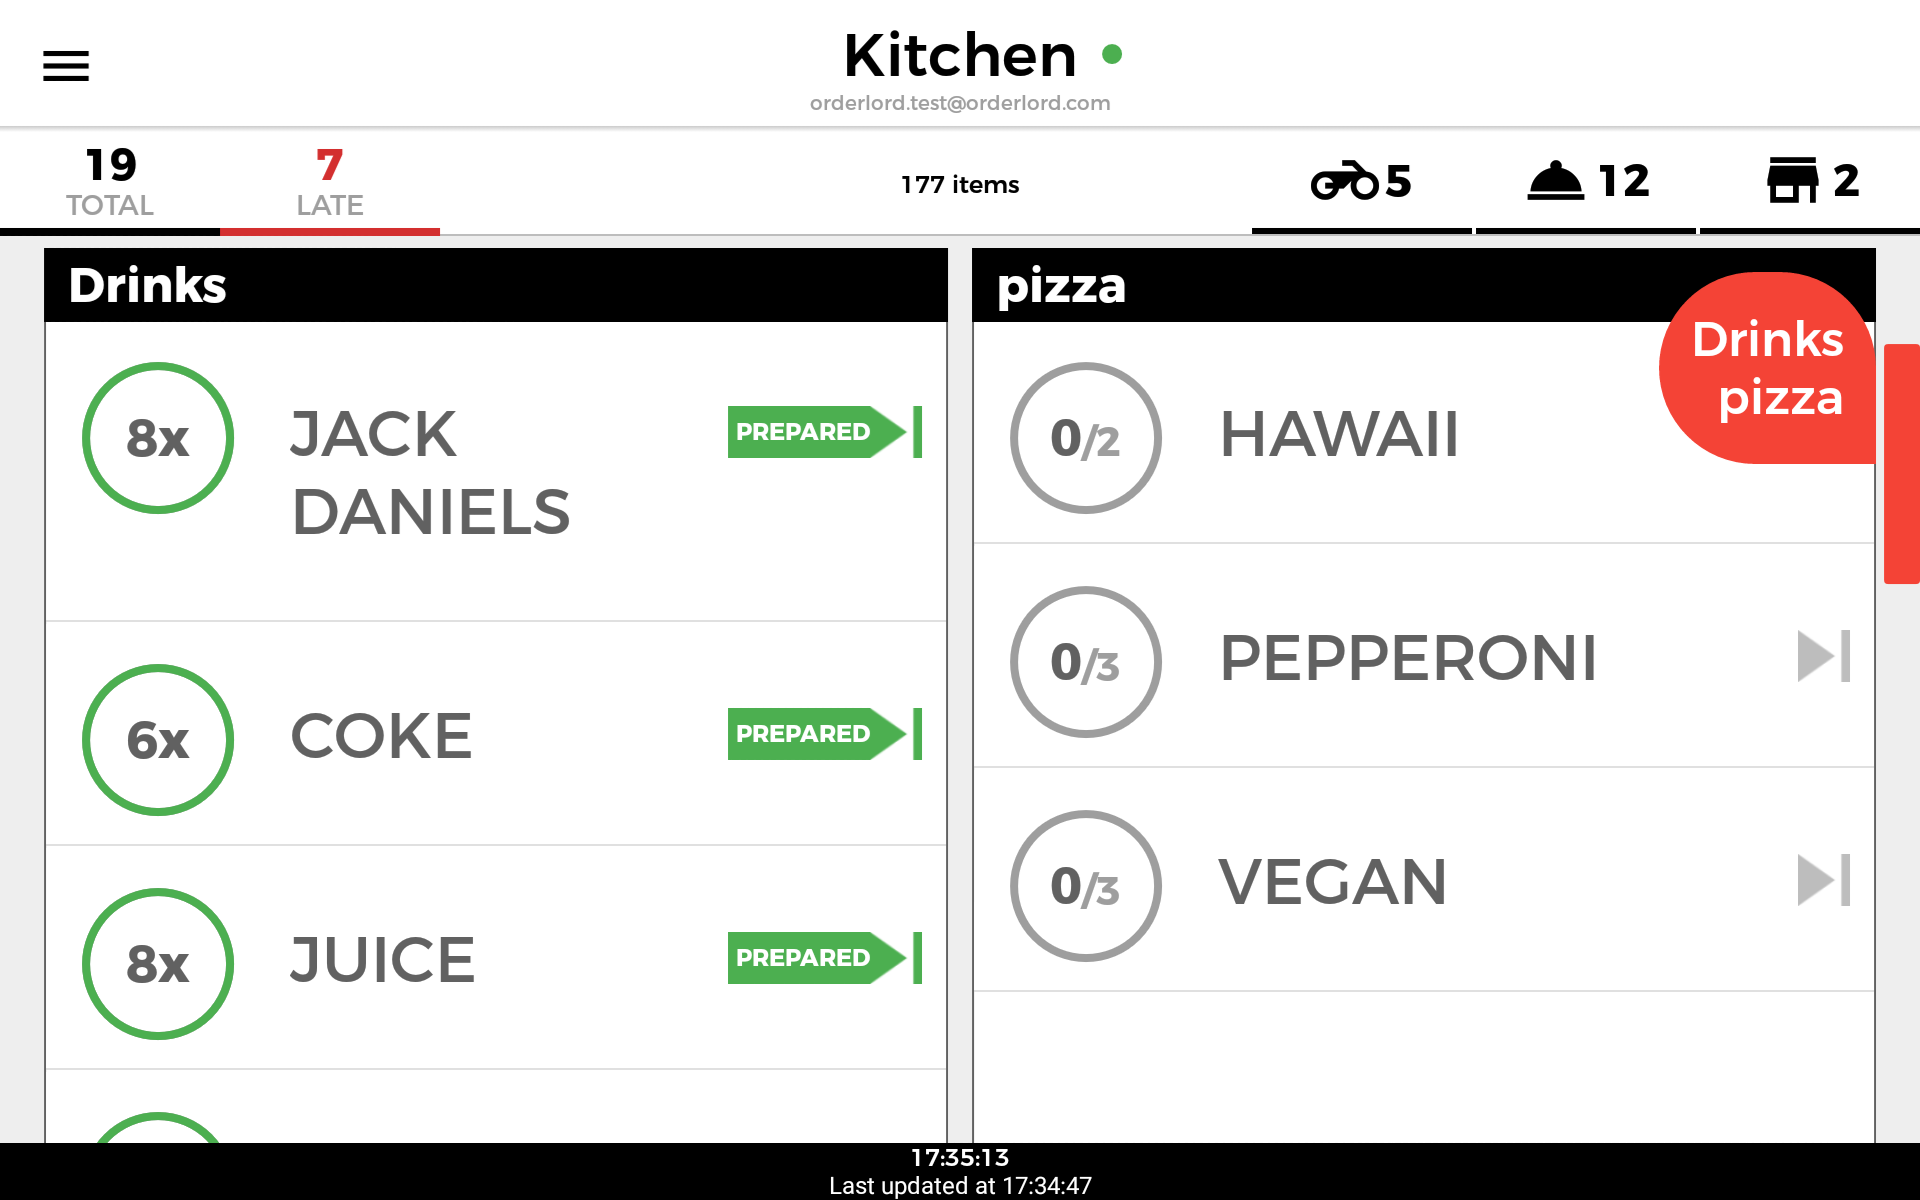 Kitchen
orderlord.test@orderlord.com
19
TOTAL
7
LATE
177 items
5
12
2
Drinks
8x
JACK
DANIELS
PREPARED
6x
COKE
PREPARED
8x
JUICE
PREPARED
pizza
Drinks
pizza
0/2
HAWAII
0/3
PEPPERONI
0/3
VEGAN
17:35:13
Last updated at 17:34:47